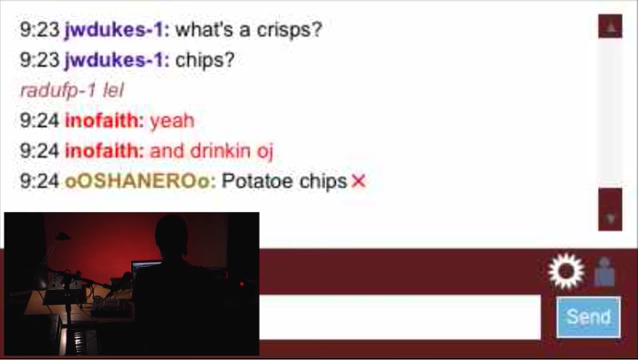 9:23 jwdukes-1: what's a crisps?
9:23 jwdukes-1: chips?
radufp-1 lel
9:24 inofaith: yeah
9:24 inofaith: and drinkin oj
9:24 oOSHANEROo: Potatoe chips
Send